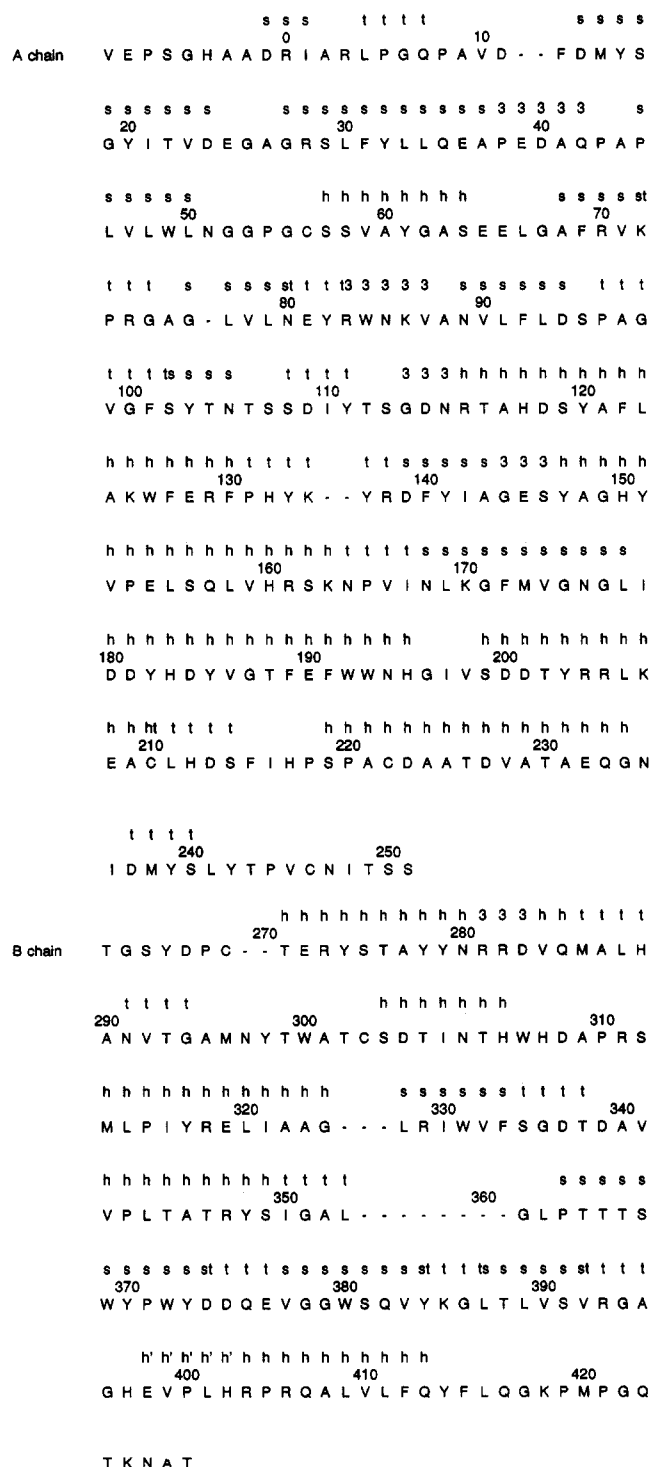 s s s t t t t s s s s
0 10
A chain V E P S G H A A D R I A R L P G Q P A V D - - F D M Y S
s s s s s s s s s s s s s s s s s 3 3 3 3 3 s
20 30 40
G Y I T V D E G A G R S L F Y L L Q E A P E D A Q P A P
s s s s s h h h h h h h h s s s s st
50 60 70
L V L W L N G G P G C S S V A Y G A S E E L G A F R V K
t t t s s s s st t t t3 3 3 3 3 s s s s s s t t t
80 90
P R G A G - L V L N E Y R W N K V A N V L F L D S P A G
t t t ts s s s t t t t 3 3 3 h h h h h h h h h h
100 110 120
V G F S Y T N T S S D I Y T S G D N R T A H D S Y A F L
h h h h h h h t t t t t t s s s s s 3 3 3 h h h h h
130 140 150
A K W F E R F P H Y K - - Y R D F Y I A G E S Y A G H Y
h h h h h h h h h h h h t t t t s s s s s s s s s s s
160 170
V P E L S Q L V H R S K N P V I N L K G F M V G N G L I
h h h h h h h h h h h h h h h h h h h h h h h h h
180 190 200
D D Y H D Y V G T F E F W W N H G I V S D D T Y R R L K
h h ht t t t t h h h h h h h h h h h h h h h h
210 220 230
E A C L H D S F I H P S P A C D A A T D V A T A E Q G N
t t t t
240 250
I D M Y S L Y T P V C N I T S S
h h h h h h h h h h 3 3 3 h h t t t t
270 280
B chain T G S Y D P C - - T E R Y S T A Y Y N R R D V Q M A L H
t t t t h h h h h h h
290 300 310
A N V T G A M N Y T W A T C S D T I N T H W H D A P R S
h h h h h h h h h h h h s s s s s s t t t t
320 330 340
M L P I Y R E L I A A G - - - L R I W V F S G D T D A V
h h h h h h h h h t t t t s s s s s
350 360
V P L T A T R Y S I G A L - - - - - - - - G L P T T T S
s s s s s st t t t s s s s s s s st t t ts s s s s st t t t
370 380 390
W Y P W Y D D Q E V G G W S Q V Y K G L T L V S V R G A
h' h' h' h' h' h h h h h h h h h h
400 410 420
G H E V P L H R P R Q A L V L F Q Y F L Q G K P M P G Q
T K N A T